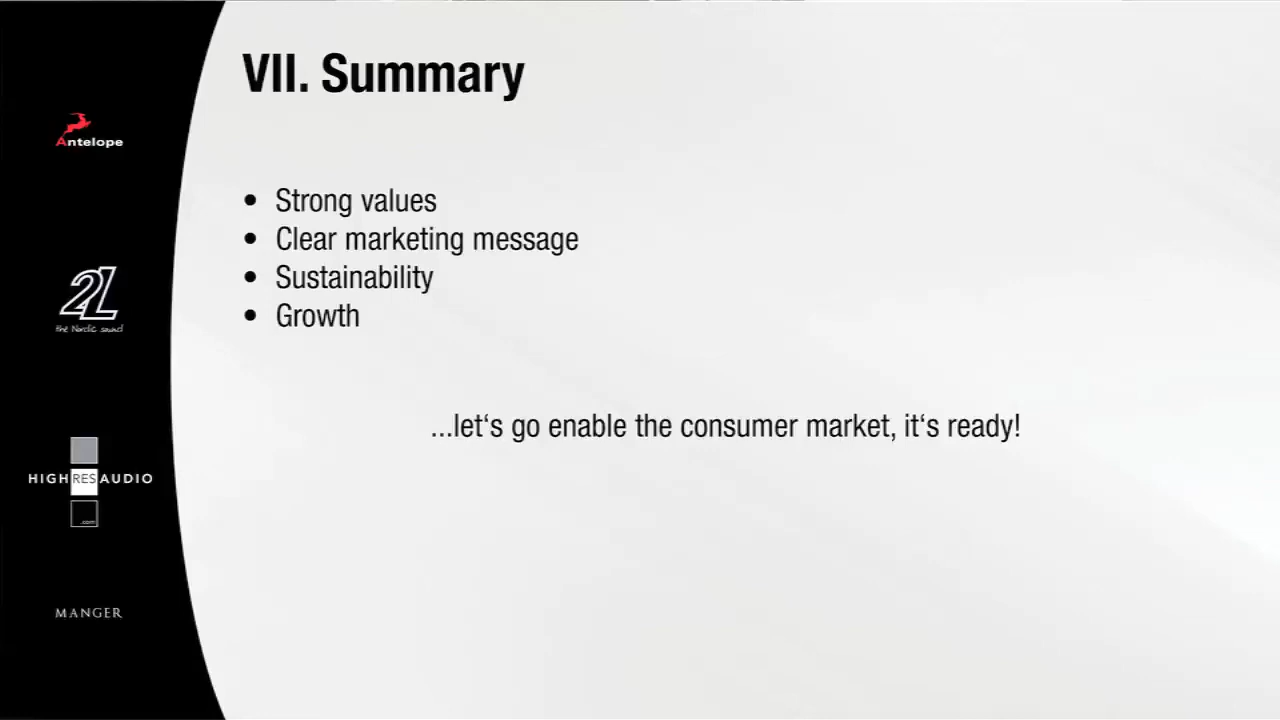 VII. Summary
• Strong values
• Clear marketing message
• Sustainability
• Growth
...let‘s go enable the consumer market, it‘s ready!
Antelope
2L
the Nordic sound
HIGHRESAUDIO
.com
MANGER